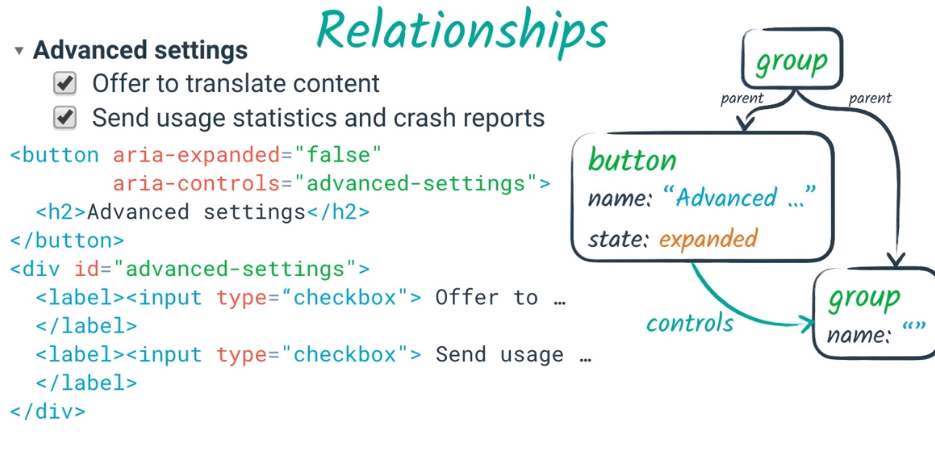 Relationships
Advanced settings
Offer to translate content
Send usage statistics and crash reports
<button aria-expanded="false"
aria-controls="advanced-settings">
<h2>Advanced settings</h2>
</button>
<div id="advanced-settings">
<label><input type=“checkbox"> Offer to …
</label>
<label><input type="checkbox"> Send usage …
</label>
</div>
group
parent
parent
button
name: “Advanced ...”
state: expanded
controls
group
name: “”